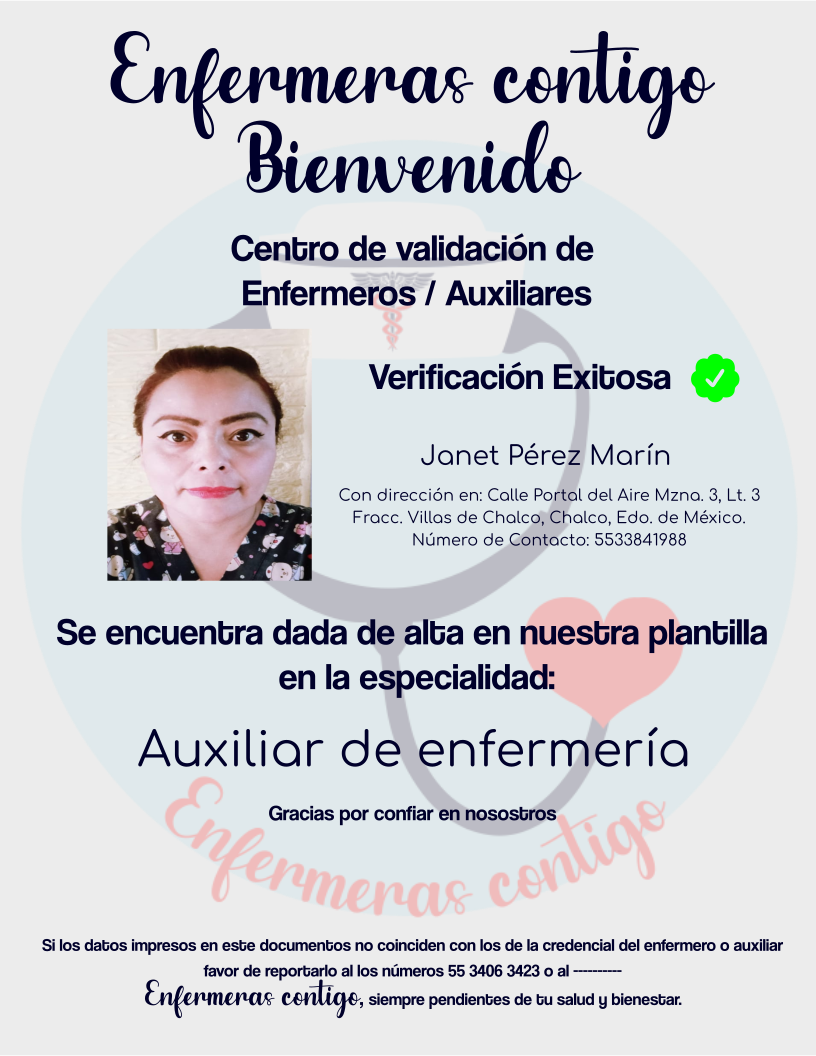 Enfermeras contigo
Bienvenido
Centro de validación de
Enfermeros / Auxiliares
Verificación Exitosa
Janet Pérez Marín
Con dirección en: Calle Portal del Aire Mzna. 3, Lt. 3
Fracc. Villas de Chalco, Chalco, Edo. de México.
Número de Contacto: 5533841988
Se encuentra dada de alta en nuestra plantilla
en la especialidad:
Auxiliar de enfermería
Gracias por confiar en nosostros
Enfermeras contigo
Si los datos impresos en este documentos no coinciden con los de la credencial del enfermero o auxiliar
favor de reportarlo al los números 55 3406 3423 o al ----------
Enfermeras contigo, siempre pendientes de tu salud y bienestar.